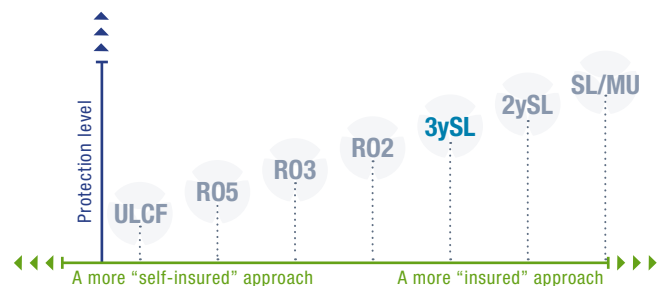 SL/MU
2ySL
3ySL
RO2
RO3
RO5
ULCF
Protection level
A more “self-insured” approach
A more “insured” approach